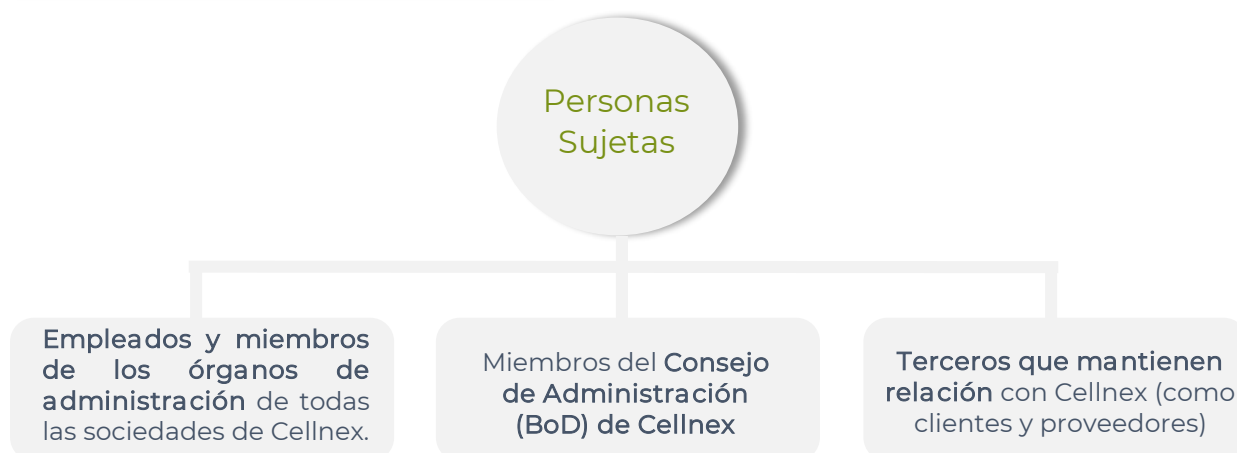 Personas
Sujetas
Empleados y miembros
de los órganos de
administración de todas
las sociedades de Cellnex.
Miembros del Consejo
de Administración
(BoD) de Cellnex
Terceros que mantienen
relación con Cellnex (como
clientes y proveedores)